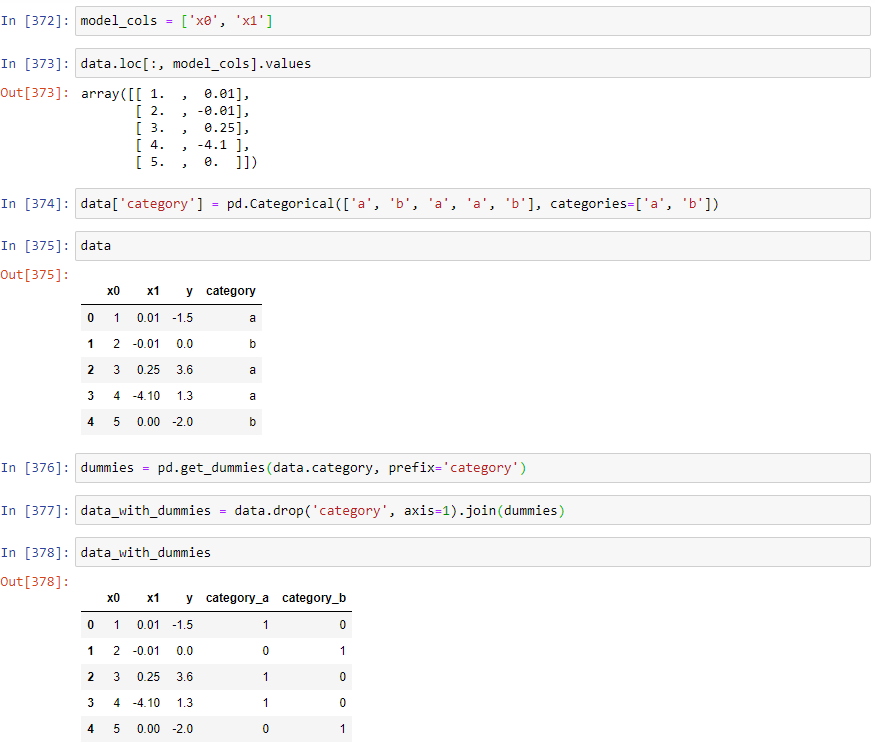 In [372]: model_cols = ['x0', 'x1']
In [373]: data.loc[:, model_cols].values
Out[373]: array([[ 1.  ,  0.01],
       [ 2.  , -0.01],
       [ 3.  ,  0.25],
       [ 4.  , -4.1 ],
       [ 5.  ,  0.  ]])
In [374]: data['category'] = pd.Categorical(['a', 'b', 'a', 'a', 'b'], categories=['a', 'b'])
In [375]: data
Out[375]:
x0 x1 y category
0 1 0.01 -1.5 a
1 2 -0.01 0.0 b
2 3 0.25 3.6 a
3 4 -4.10 1.3 a
4 5 0.00 -2.0 b
In [376]: dummies = pd.get_dummies(data.category, prefix='category')
In [377]: data_with_dummies = data.drop('category', axis=1).join(dummies)
In [378]: data_with_dummies
Out[378]:
x0 x1 y category_a category_b
0 1 0.01 -1.5 1 0
1 2 -0.01 0.0 0 1
2 3 0.25 3.6 1 0
3 4 -4.10 1.3 1 0
4 5 0.00 -2.0 0 1